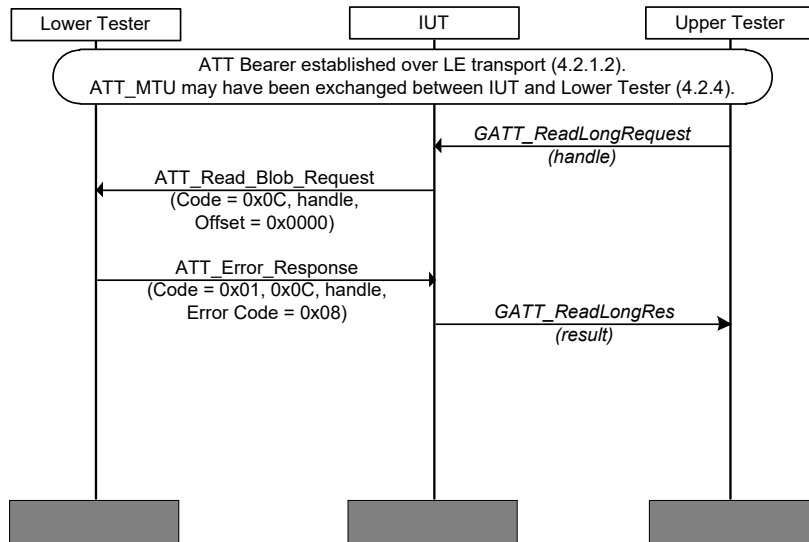 Lower Tester
IUT
Upper Tester
ATT Bearer established over LE transport (4.2.1.2).
ATT_MTU may have been exchanged between IUT and Lower Tester (4.2.4).
GATT_ReadLongRequest
(handle)
ATT_Read_Blob_Request
(Code = 0x0C, handle,
Offset = 0x0000)
ATT_Error_Response
(Code = 0x01, 0x0C, handle,
Error Code = 0x08)
GATT_ReadLongRes
(result)